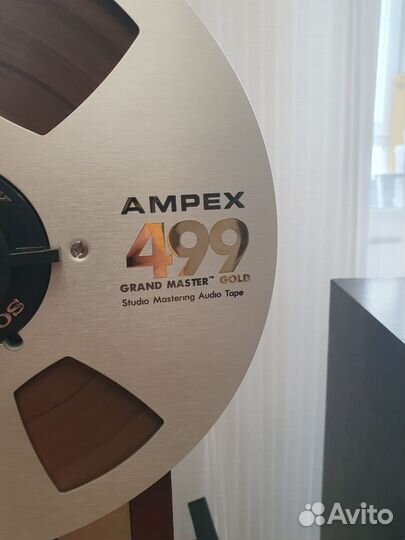 AMPEX
499
GRAND MASTER™ GOLD
Studio Mastering Audio Tape
Avito